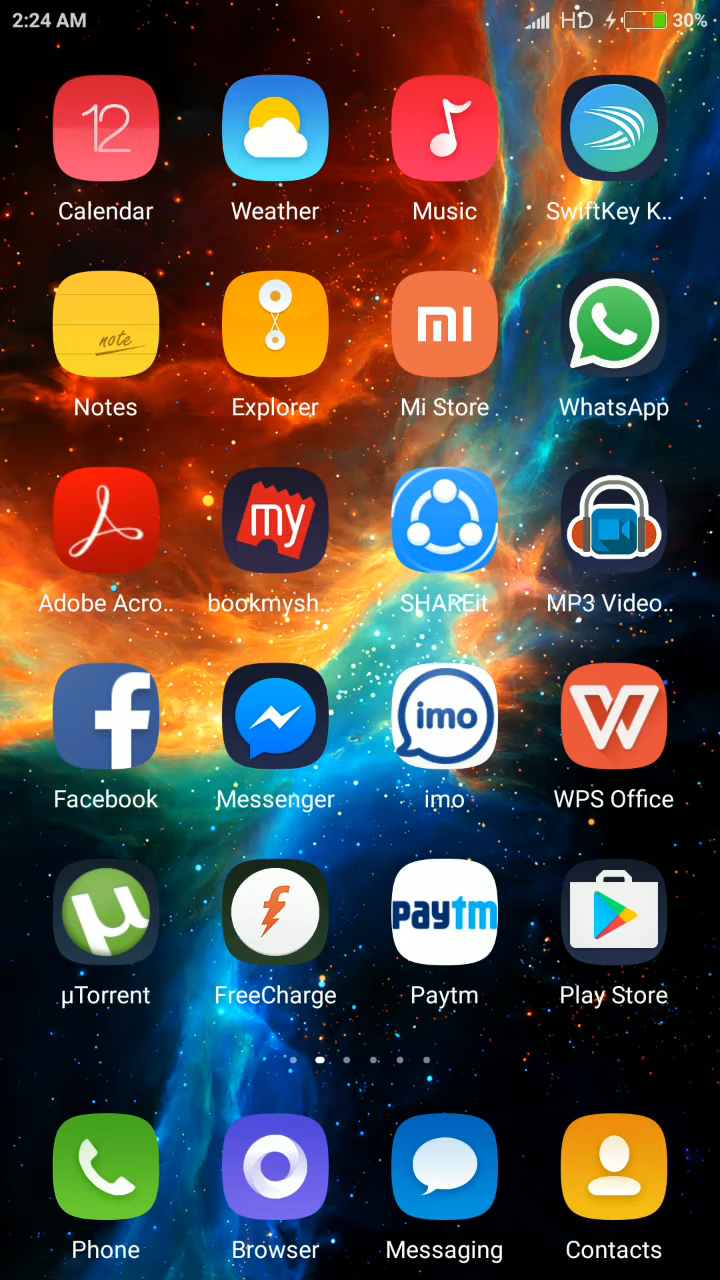 2:24 AM HD 30%
12
Calendar Weather Music SwiftKey K..
note mi
Notes Explorer Mi Store WhatsApp
my
Adobe Acro.. bookmysh.. SHAREit MP3 Video..
f imo W
Facebook Messenger imo WPS Office
µ f paytm
µTorrent FreeCharge Paytm Play Store
Phone Browser Messaging Contacts